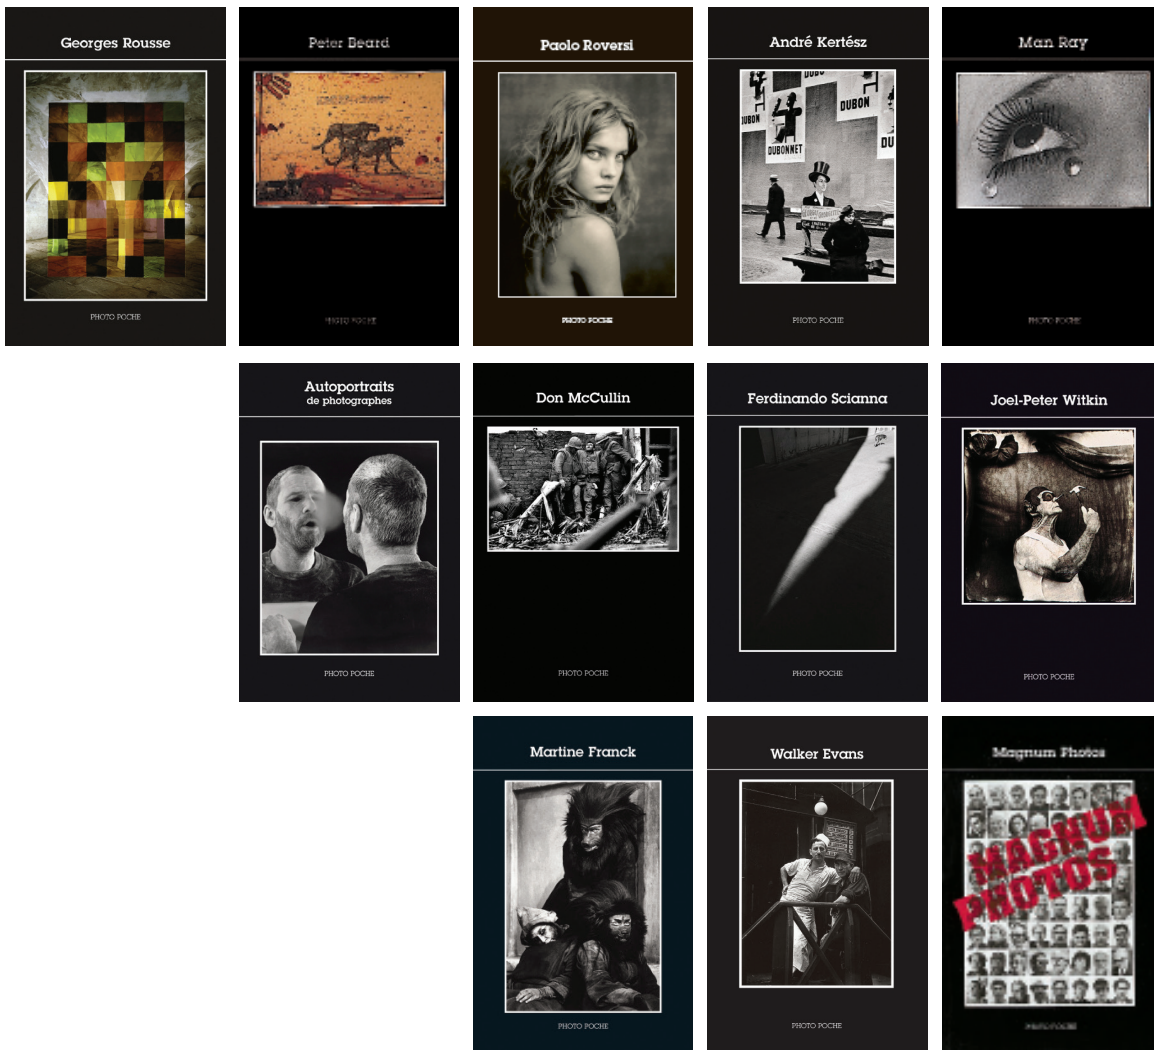 Georges Rousse
PHOTO POCHE
Peter Beard
PHOTO POCHE
Paolo Roversi
PHOTO POCHE
André Kertész
DUBO
DUBON
DUBON
DUBONNET
DU
PHOTO POCHE
Man Ray
PHOTO POCHE
Autoportraits
de photographes
PHOTO POCHE
Don McCullin
PHOTO POCHE
Ferdinando Scianna
PHOTO POCHE
Joel-Peter Witkin
PHOTO POCHE
Martine Franck
PHOTO POCHE
Walker Evans
PHOTO POCHE
Magnum Photos
MAGNUM
PHOTOS
PHOTO POCHE